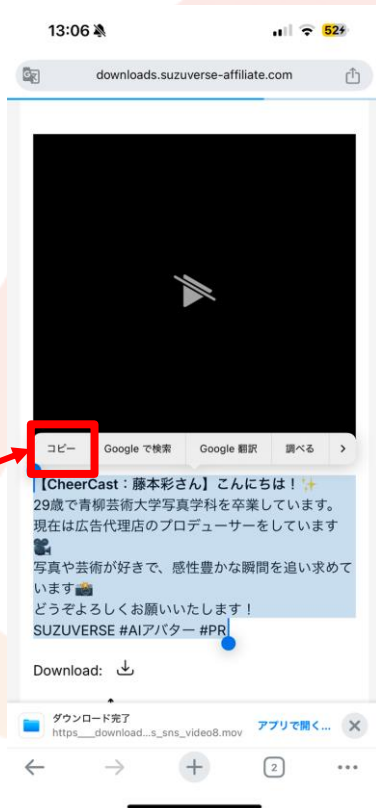 13:06
52
downloads.suzuverse-affiliate.com
コピー Google で検索 Google 翻訳 調べる
【CheerCast：藤本彩さん】こんにちは！✨
29歳で青柳芸術大学写真学科を卒業しています。
現在は広告代理店のプロデューサーをしています
🎥
写真や芸術が好きで、感性豊かな瞬間を追い求めて
います📸
どうぞよろしくお願いいたします！
SUZUVERSE #AIアバター #PR
Download:
ダウンロード完了
https___download...s_sns_video8.mov
アプリで開く...
2